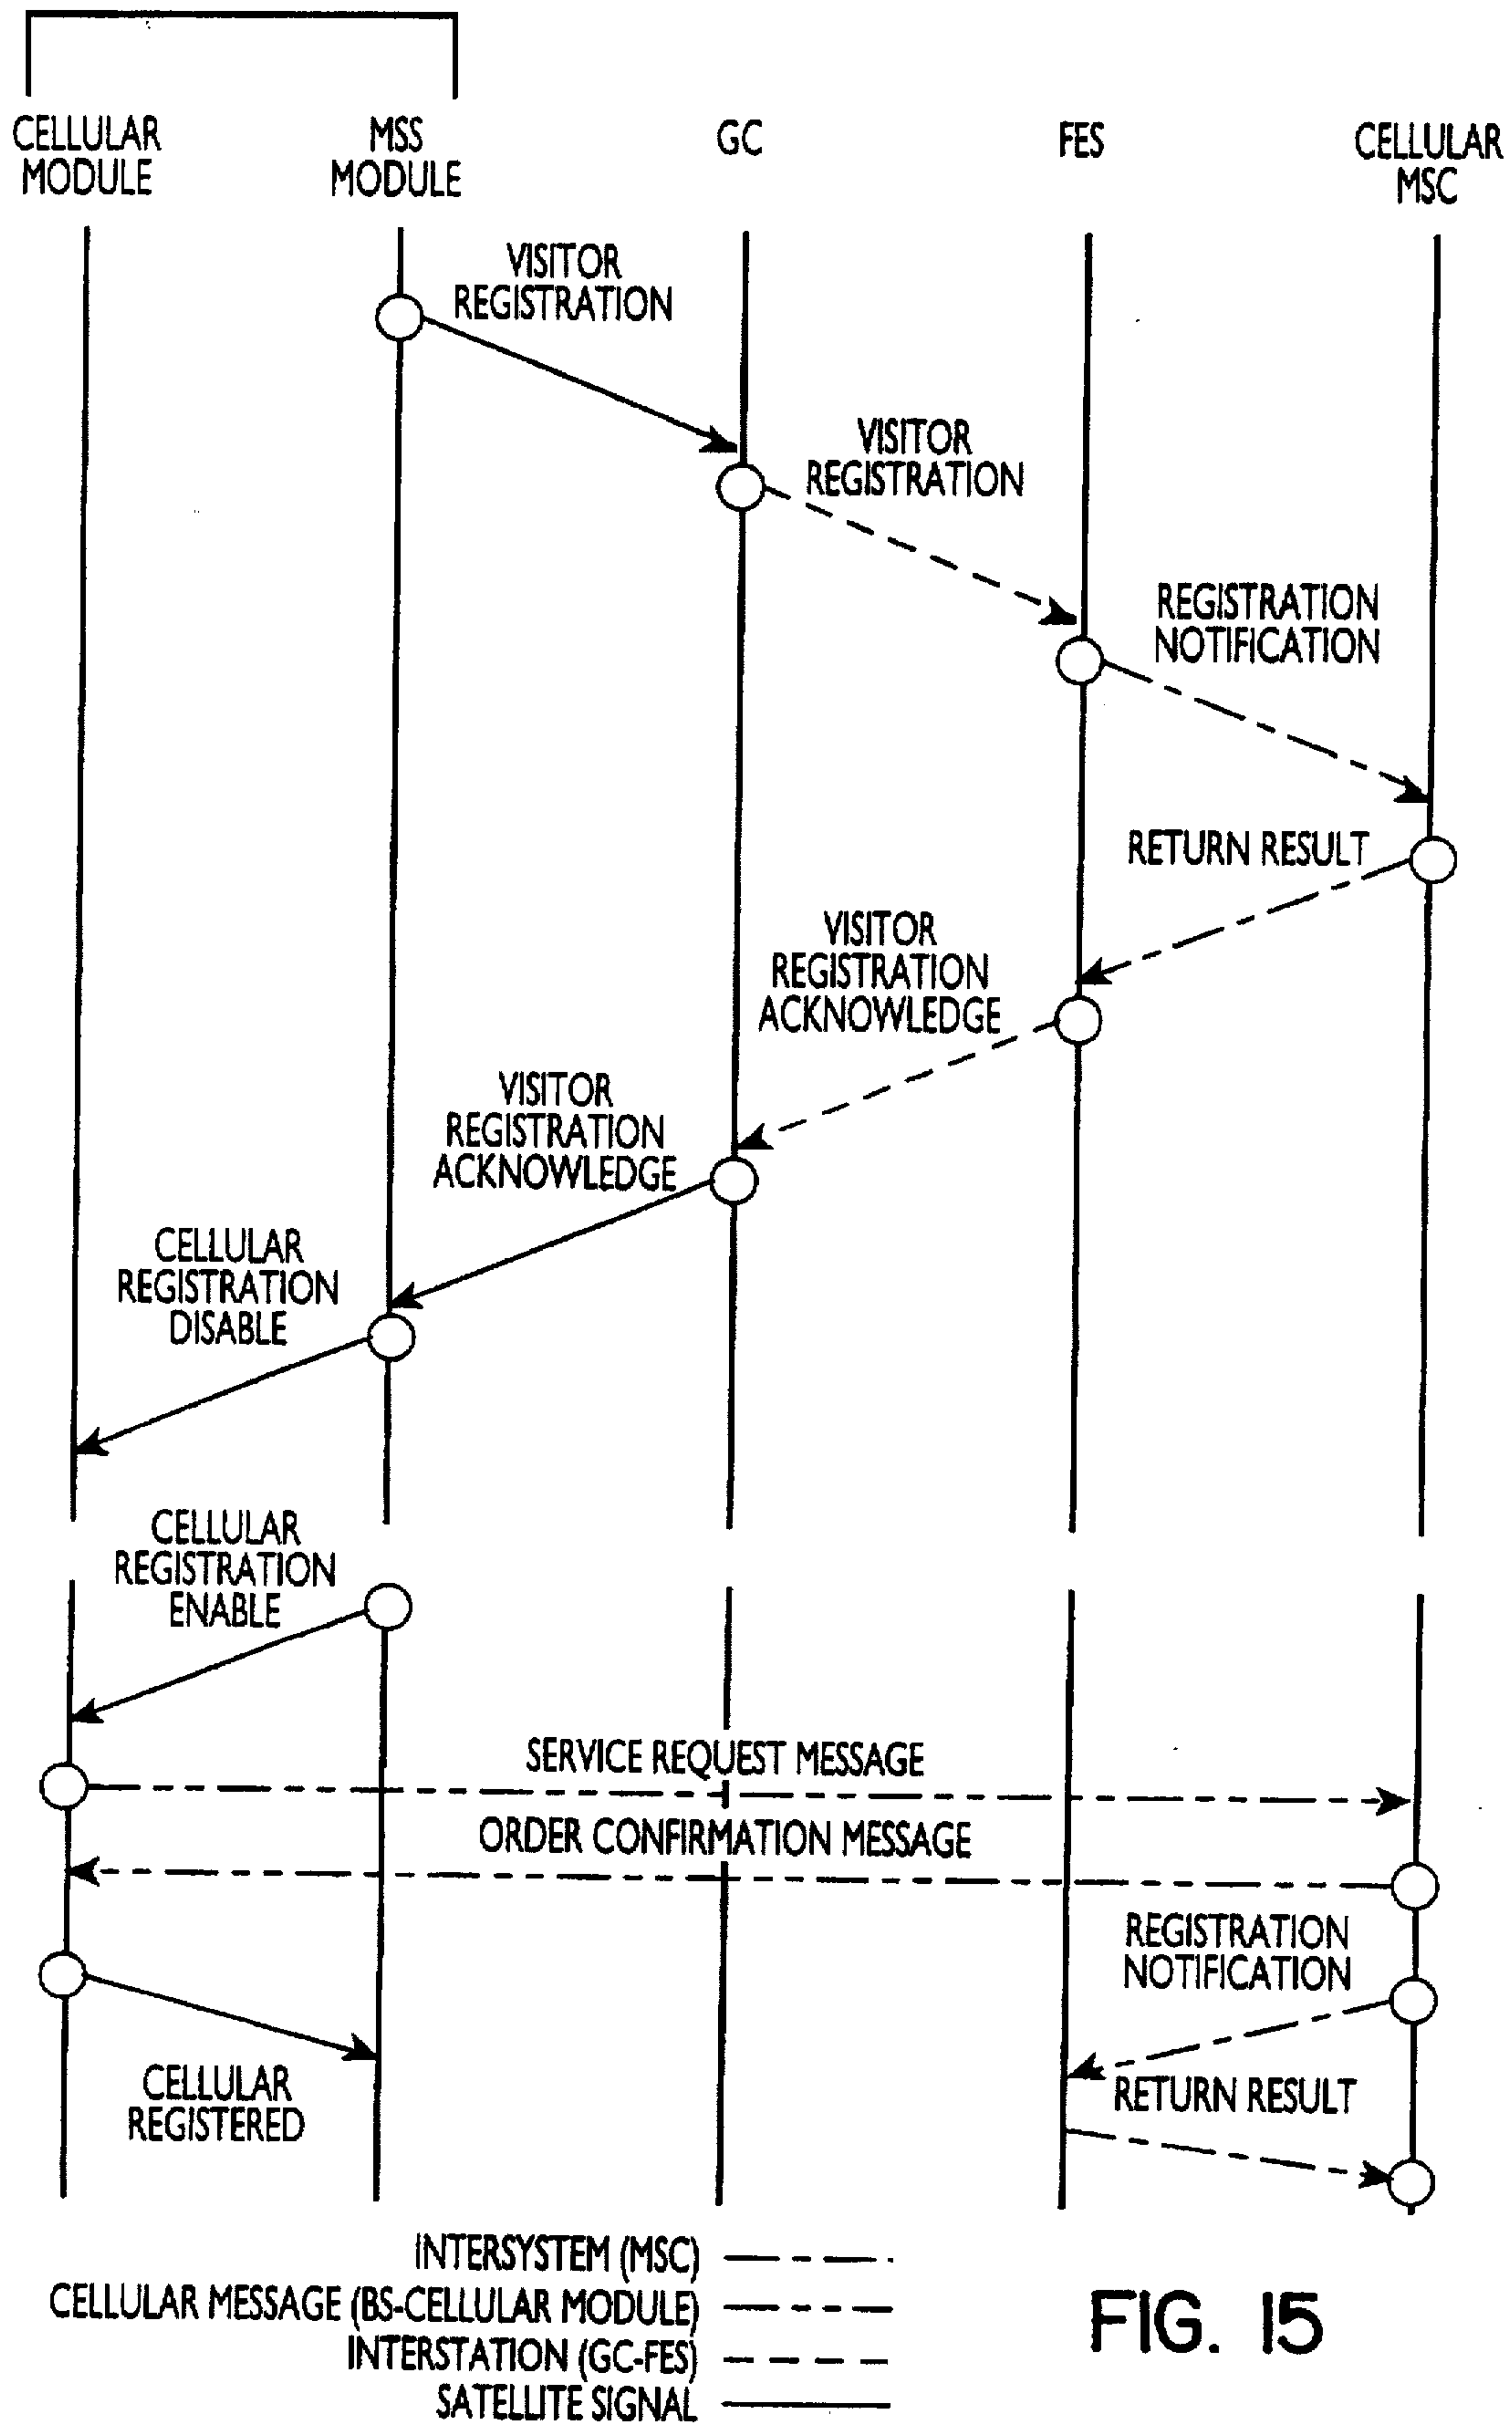 CELLULAR
MODULE
MSS
MODULE
GC
FES
CELLULAR
MSC
VISITOR
REGISTRATION
VISITOR
REGISTRATION
REGISTRATION
NOTIFICATION
RETURN RESULT
VISITOR
REGISTRATION
ACKNOWLEDGE
VISITOR
REGISTRATION
ACKNOWLEDGE
CELLULAR
REGISTRATION
DISABLE
CELLULAR
REGISTRATION
ENABLE
SERVICE REQUEST MESSAGE
ORDER CONFIRMATION MESSAGE
REGISTRATION
NOTIFICATION
CELLULAR
REGISTERED
RETURN RESULT
INTERSYSTEM (MSC)
CELLULAR MESSAGE (BS-CELLULAR MODULE)
INTERSTATION (GC-FES)
SATELLITE SIGNAL
FIG. 15